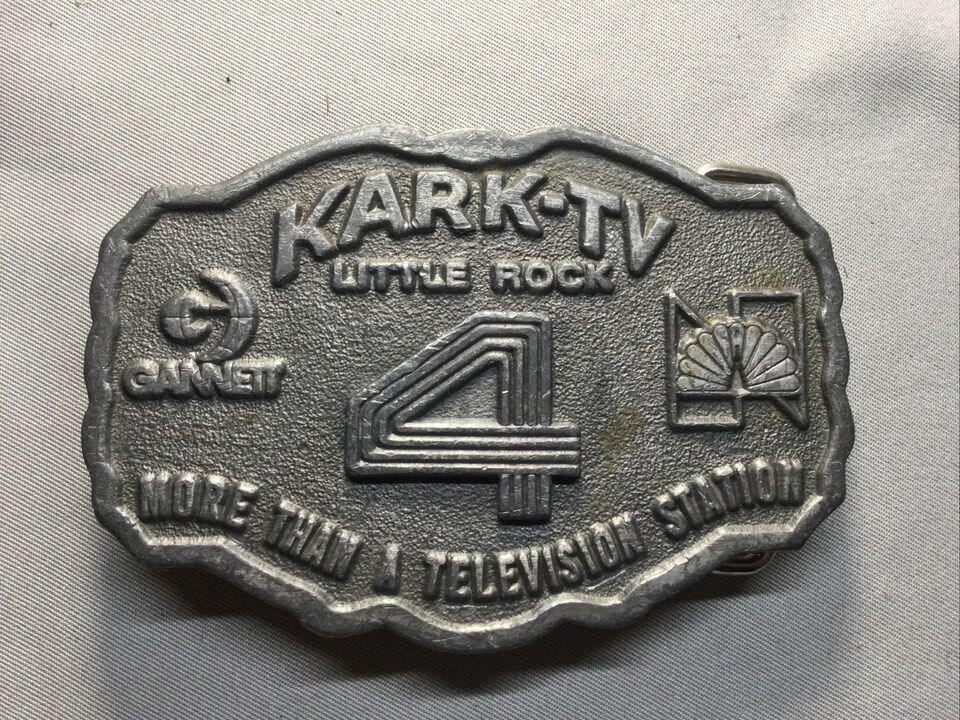 KARK-TV
LITTLE ROCK
G
GANNETT
4
N
MORE THAN A TELEVISION STATION